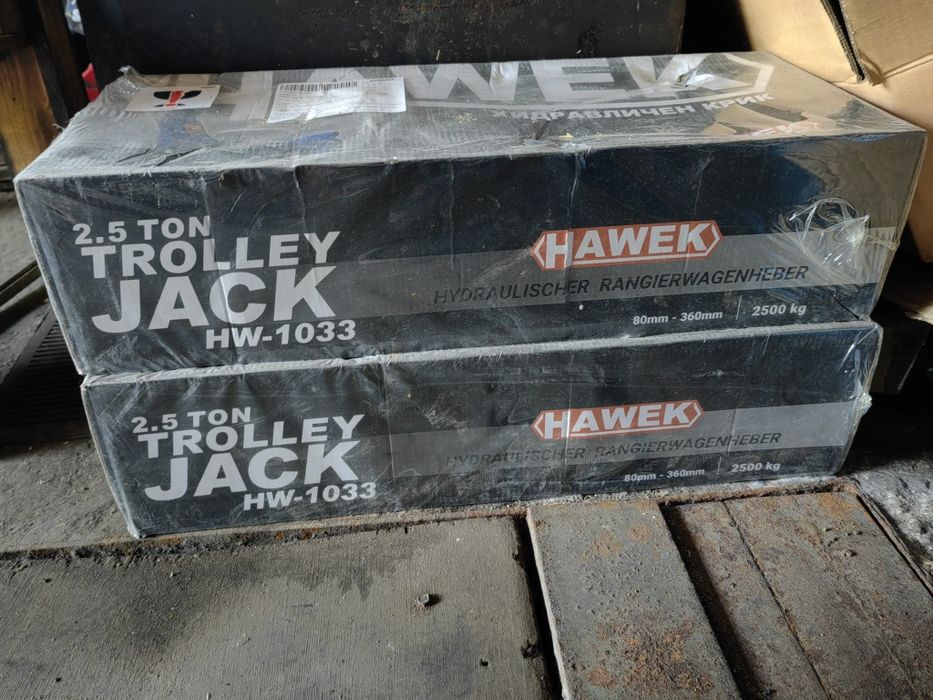 HAWEK
ХИДРАВЛИЧЕН КРИК
2.5 TON
TROLLEY
JACK
HW-1033
HAWEK
HYDRAULISCHER RANGIERWAGENHEBER
80mm - 360mm | 2500 kg
2.5 TON
TROLLEY
JACK
HW-1033
HAWEK
HYDRAULISCHER RANGIERWAGENHEBER
80mm - 360mm | 2500 kg